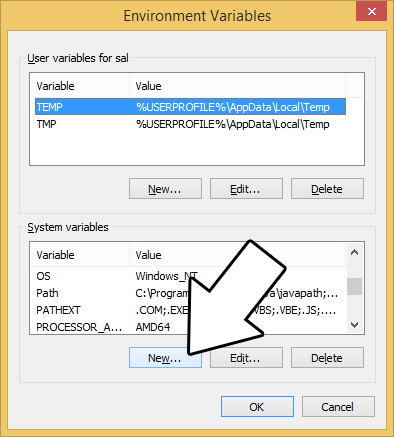 Environment Variables
User variables for sal
Variable Value
TEMP %USERPROFILE%\AppData\Local\Temp
TMP %USERPROFILE%\AppData\Local\Temp
New... Edit... Delete
System variables
Variable Value
OS Windows_NT
Path C:\Program a\javapath;...
PATHEXT .COM;.EXE VBS;.VBE;.JS;....
PROCESSOR_A... AMD64
New... Edit... Delete
OK Cancel